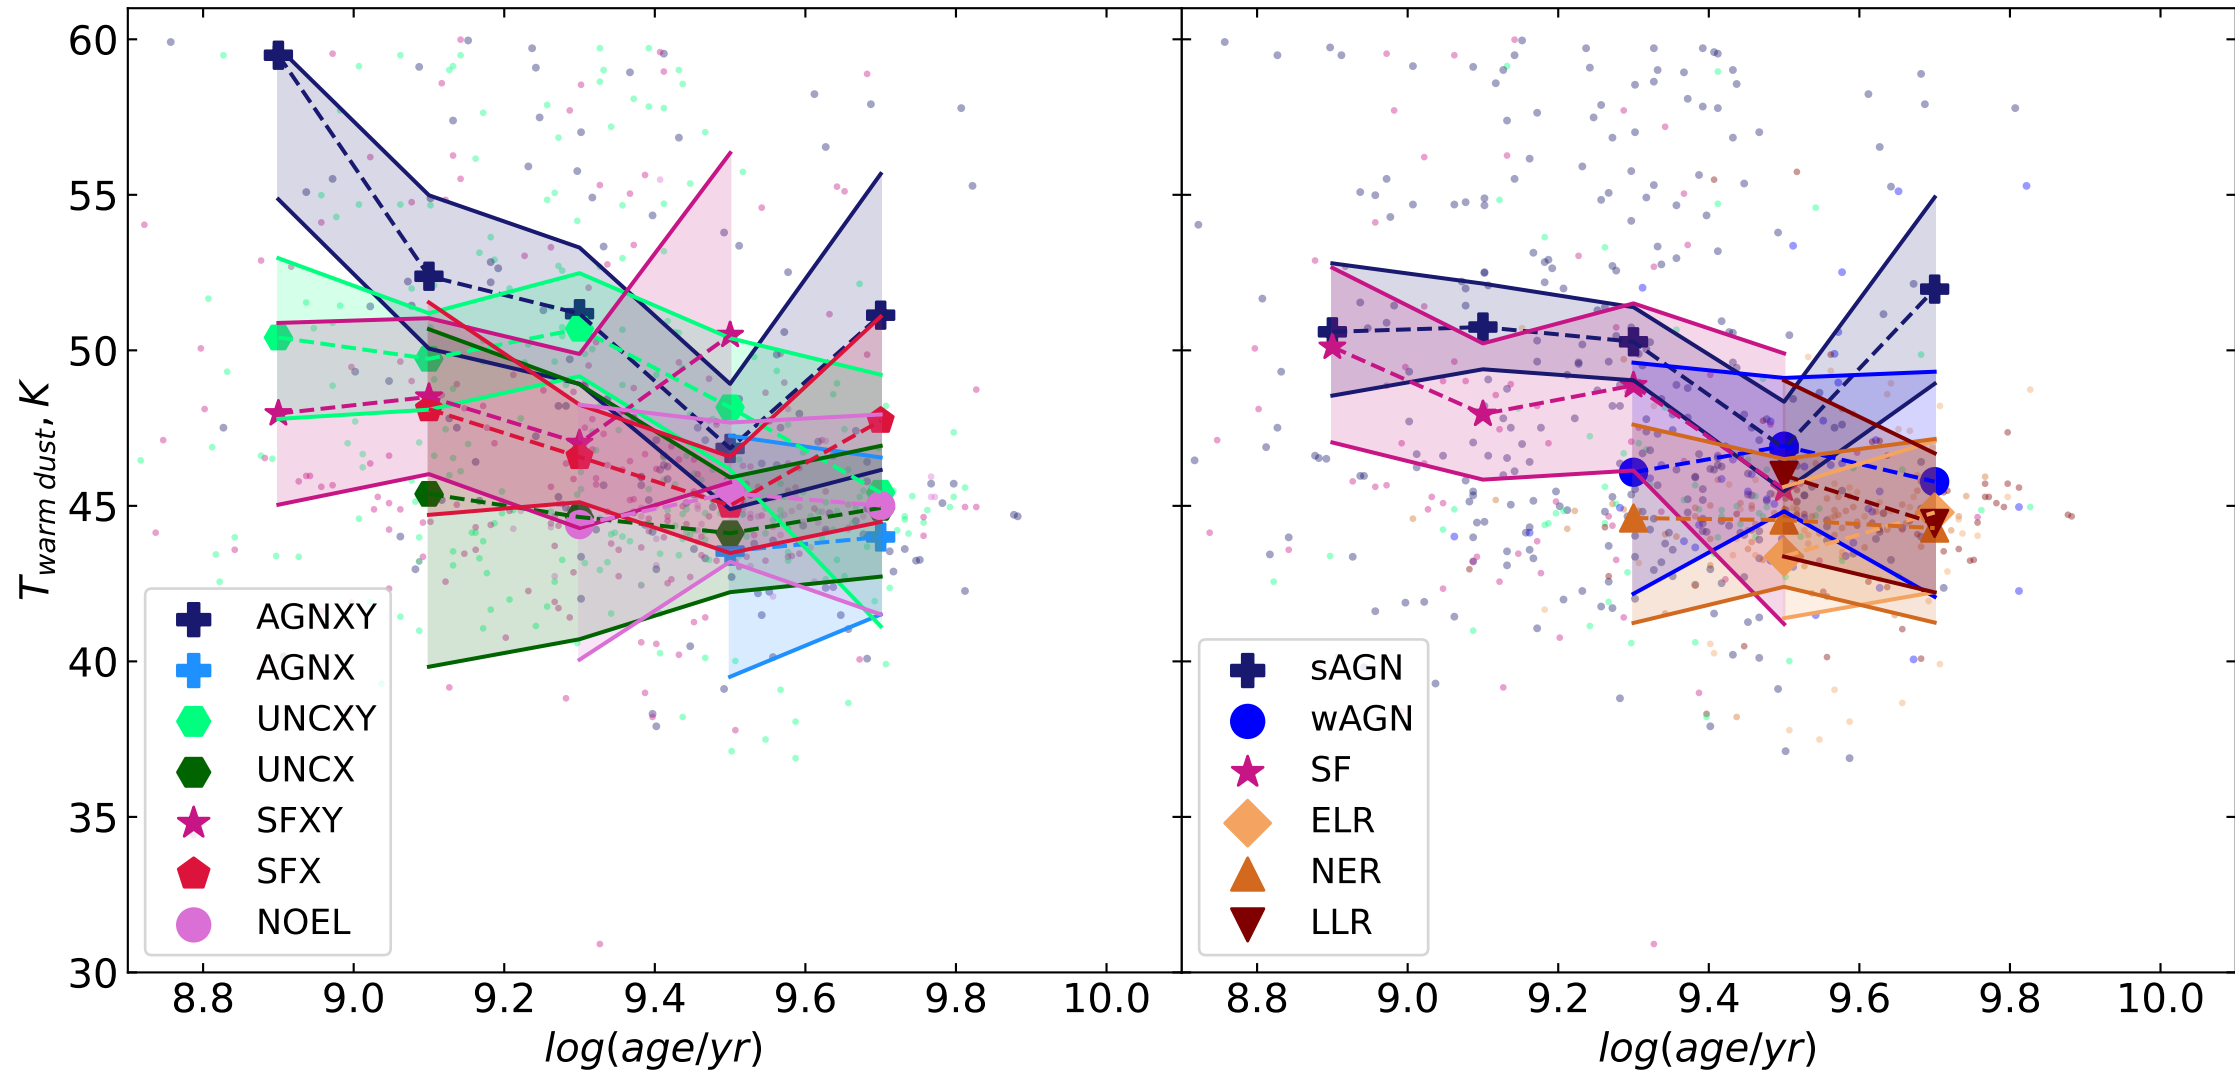 60
55
50
45
40
35
30
T warm dust, K
AGNXY
AGNX
UNCXY
UNCX
SFXY
SFX
NOEL
8.8 9.0 9.2 9.4 9.6 9.8 10.0
log(age/yr)
sAGN
wAGN
SF
ELR
NER
LLR
8.8 9.0 9.2 9.4 9.6 9.8 10.0
log(age/yr)